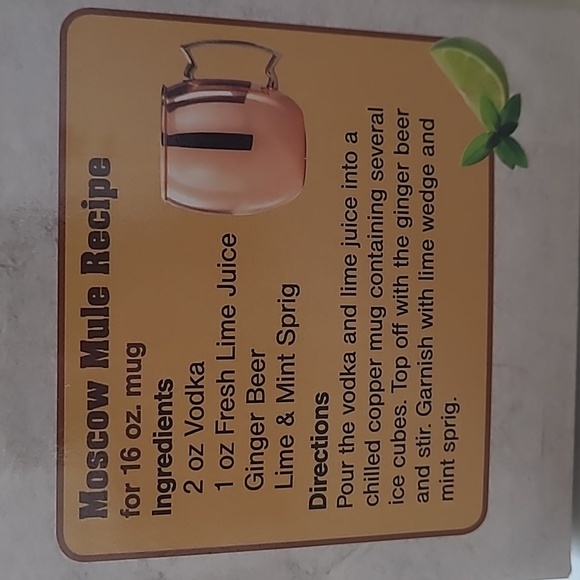 Moscow Mule Recipe
for 16 oz. mug
Ingredients
2 oz Vodka
1 oz Fresh Lime Juice
Ginger Beer
Lime & Mint Sprig
Directions
Pour the vodka and lime juice into a
chilled copper mug containing several
ice cubes. Top off with the ginger beer
and stir. Garnish with lime wedge and
mint sprig.